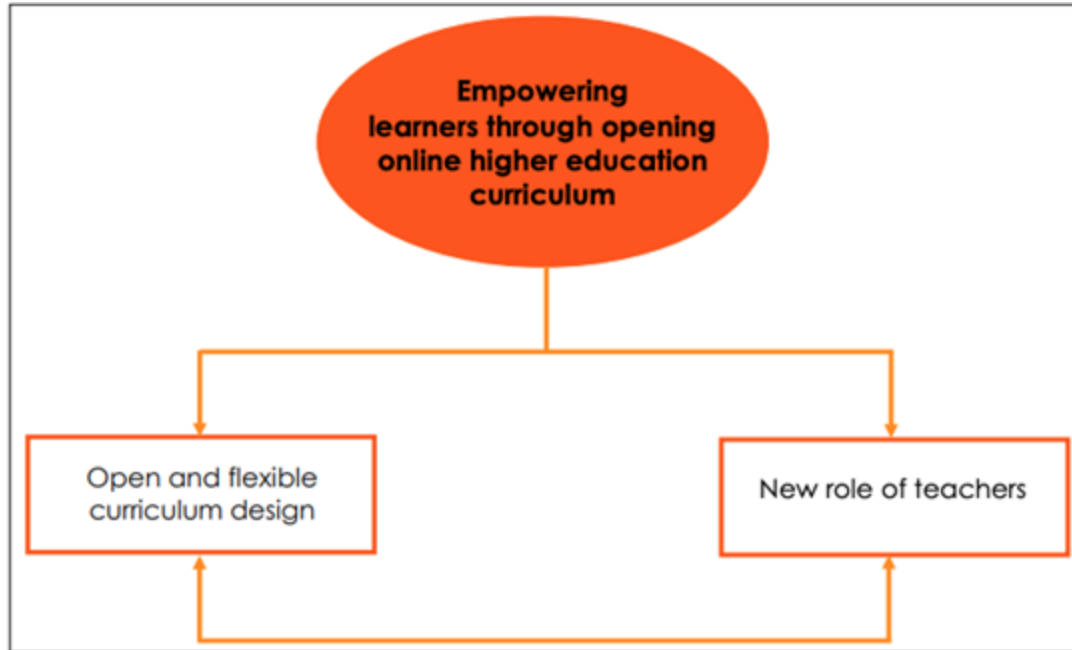 Empowering
learners through opening
online higher education
curriculum
Open and flexible
curriculum design
New role of teachers